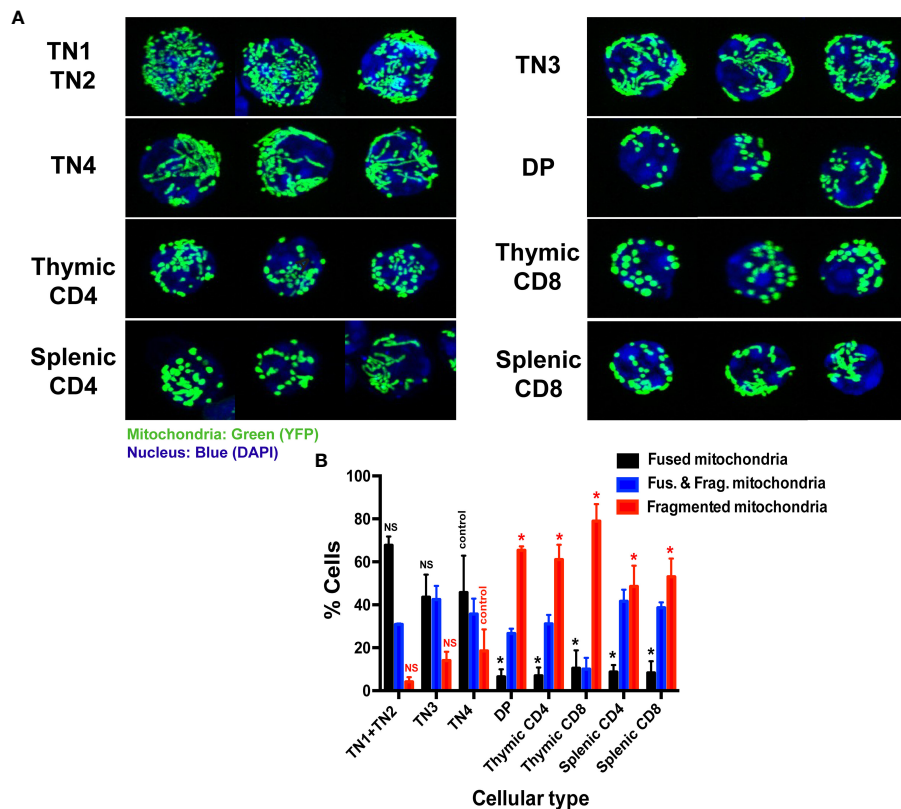 A
TN1
TN2
TN3
TN4
DP
Thymic
CD4
Thymic
CD8
Splenic
CD4
Splenic
CD8
Mitochondria: Green (YFP)
Nucleus: Blue (DAPI)
B
Fused mitochondria
Fus. & Frag. mitochondria
Fragmented mitochondria
% Cells
100
80
60
40
20
0
NS
NS
NS
NS
control
control
*
*
*
*
*
*
*
*
*
*
TN1+TN2
TN3
TN4
DP
Thymic CD4
Thymic CD8
Splenic CD4
Splenic CD8
Cellular type